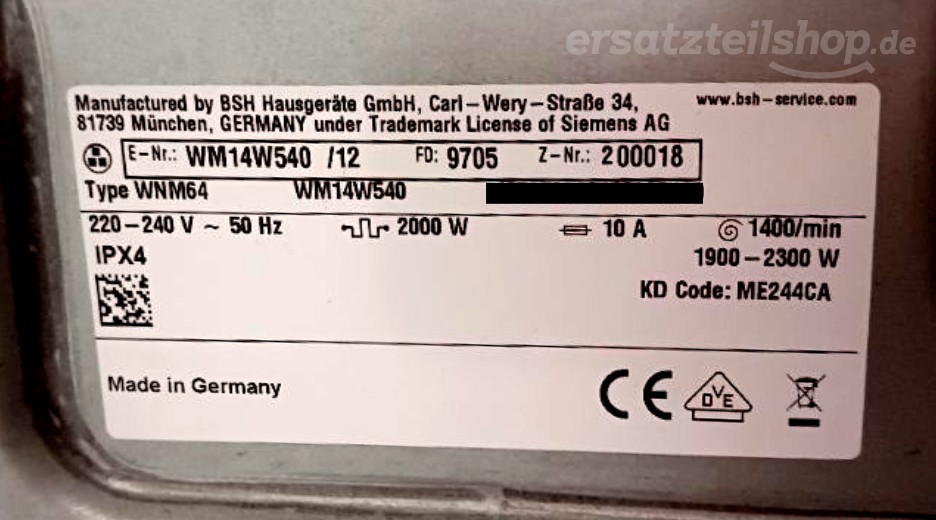 ersatzteilshop.de
Manufactured by BSH Hausgeräte GmbH, Carl-Wery-Straße 34, www.bsh-service.com
81739 München, GERMANY under Trademark License of Siemens AG
E-Nr.: WM14W540 /12 FD: 9705 Z-Nr.: 200018
Type WNM64 WM14W540
220-240 V ~ 50 Hz 2000 W 10 A 1400/min
IPX4 1900-2300 W
KD Code: ME244CA
Made in Germany CE DVE